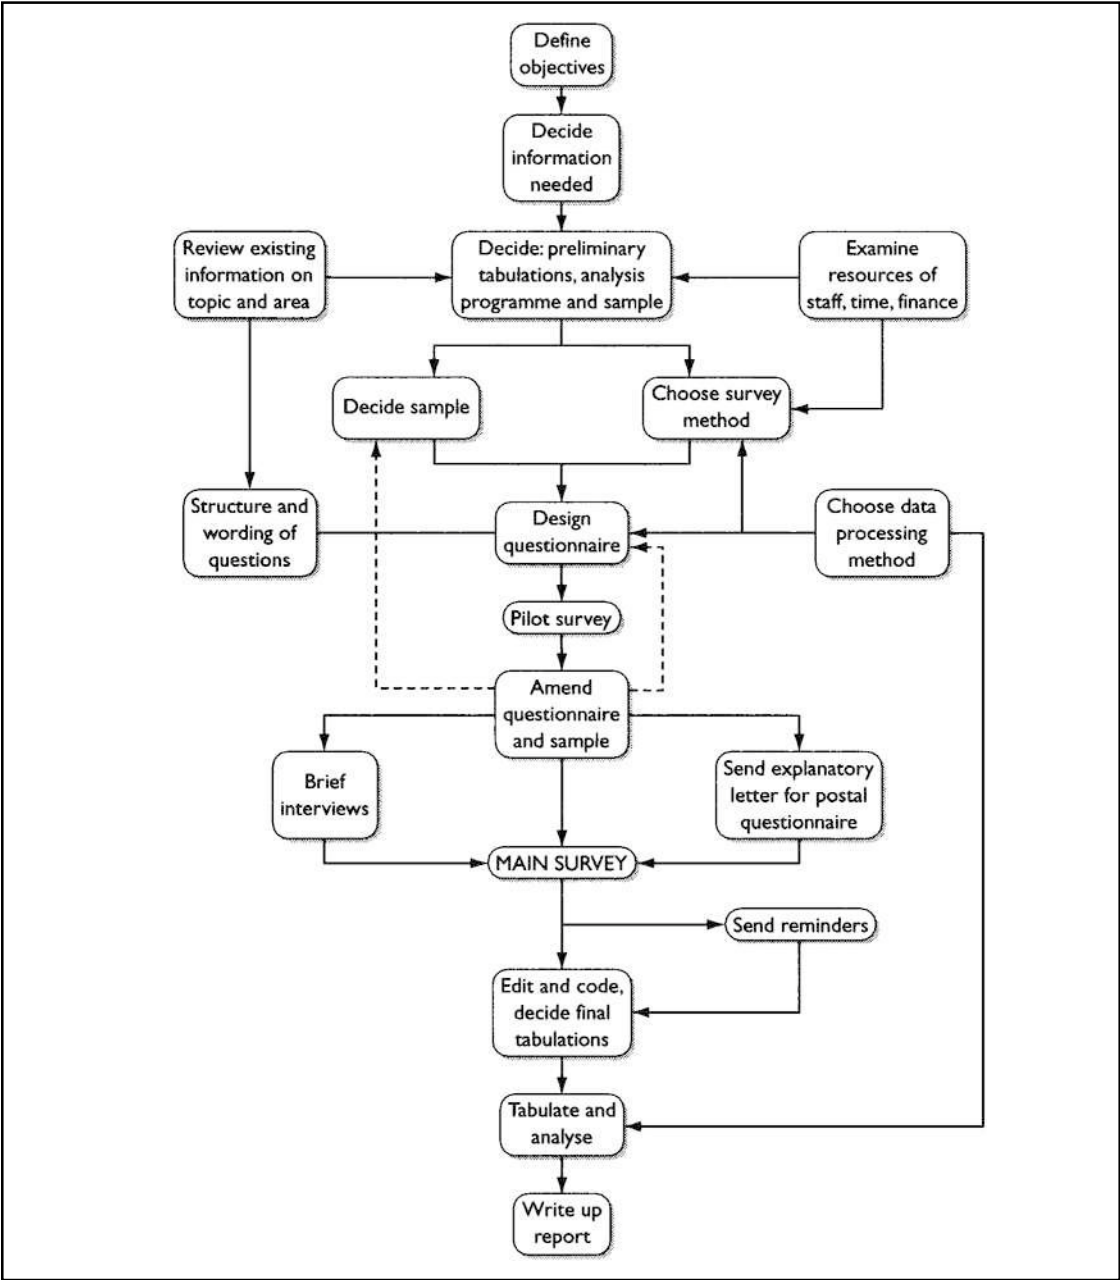 Define
objectives
Decide
information
needed
Review existing
information on
topic and area
Decide: preliminary
tabulations, analysis
programme and sample
Examine
resources of
staff, time, finance
Decide sample
Choose survey
method
Structure and
wording of
questions
Design
questionnaire
Choose data
processing
method
Pilot survey
Amend
questionnaire
and sample
Brief
interviews
Send explanatory
letter for postal
questionnaire
MAIN SURVEY
Send reminders
Edit and code,
decide final
tabulations
Tabulate and
analyse
Write up
report